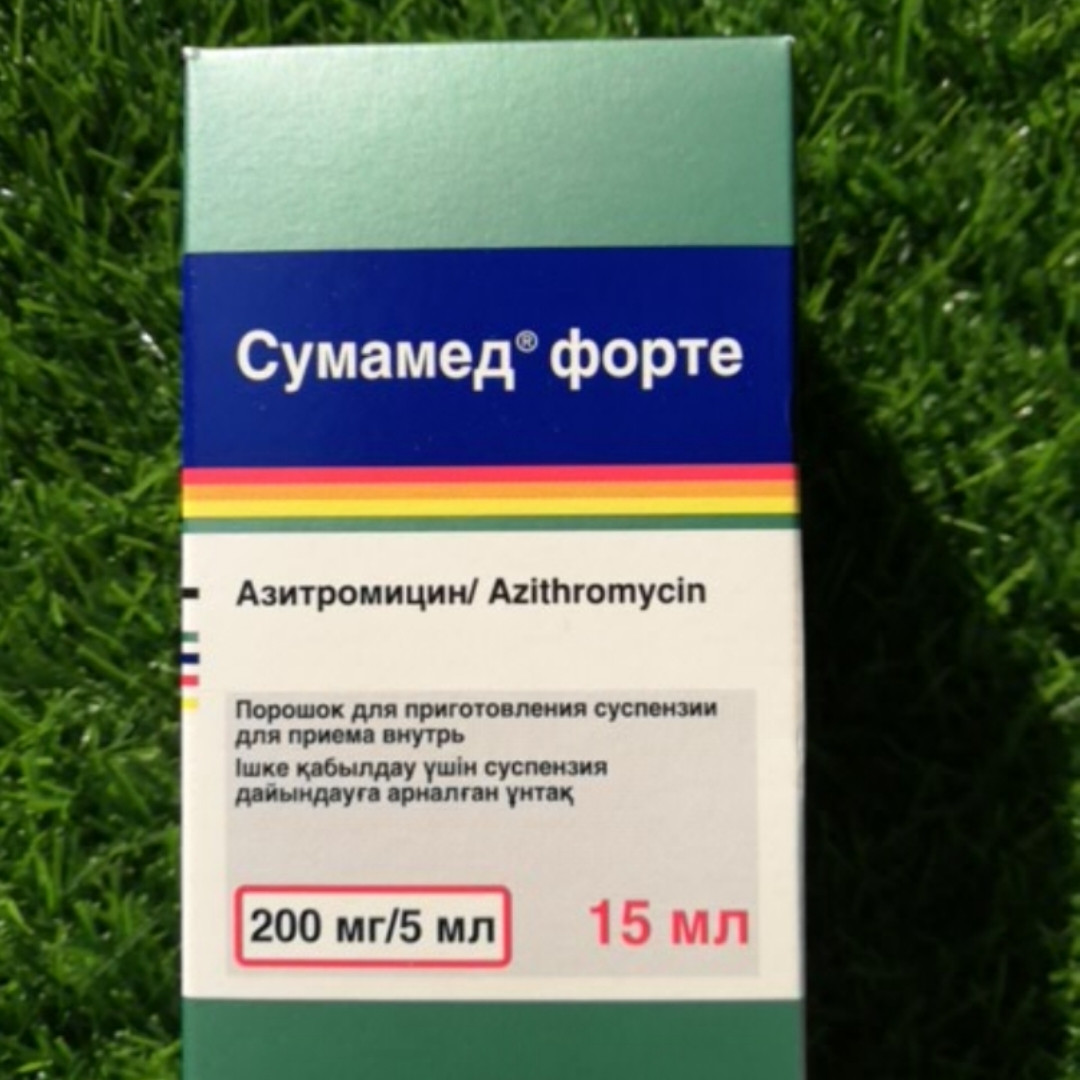 Сумамед® форте
Азитромицин/ Azithromycin
Порошок для приготовления суспензии
для приема внутрь
Ішке қабылдау үшін суспензия
дайындауға арналған ұнтақ
200 мг/5 мл 15 мл